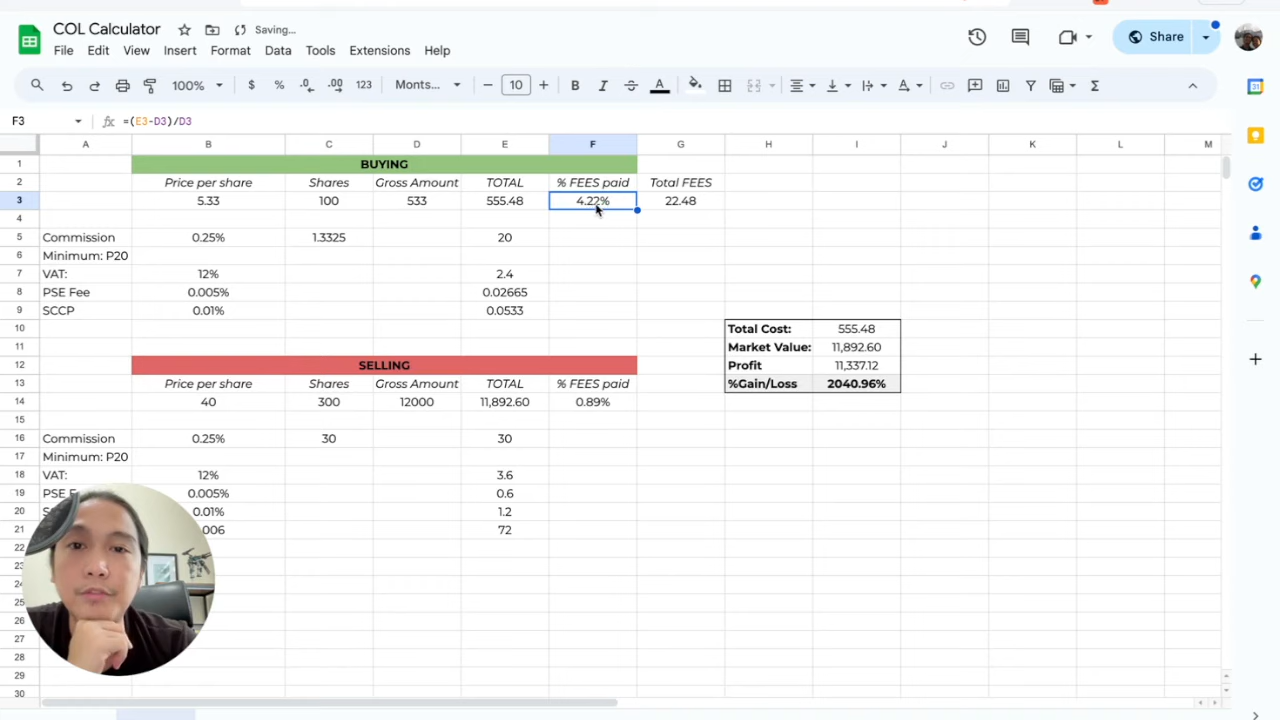 COL Calculator Saving...
File Edit View Insert Format Data Tools Extensions Help
Share
100% $ % .0 .00 123 Monts... 10 B I A Σ
F3 fx =(E3-D3)/D3
A B C D E F G H I J K L M
1 BUYING
2 Price per share Shares Gross Amount TOTAL % FEES paid Total FEES
3 5.33 100 533 555.48 4.22% 22.48
4
5 Commission 0.25% 1.3325 20
6 Minimum: P20
7 VAT: 12% 2.4
8 PSE Fee 0.005% 0.02665
9 SCCP 0.01% 0.0533
10 Total Cost: 555.48
11 Market Value: 11,892.60
12 SELLING Profit 11,337.12
13 Price per share Shares Gross Amount TOTAL % FEES paid %Gain/Loss 2040.96%
14 40 300 12000 11,892.60 0.89%
15
16 Commission 0.25% 30 30
17 Minimum: P20
18 VAT: 12% 3.6
19 PSE F 0.005% 0.6
20 S 0.01% 1.2
21 .006 72
22
23
24
25
26
27
28
29
30